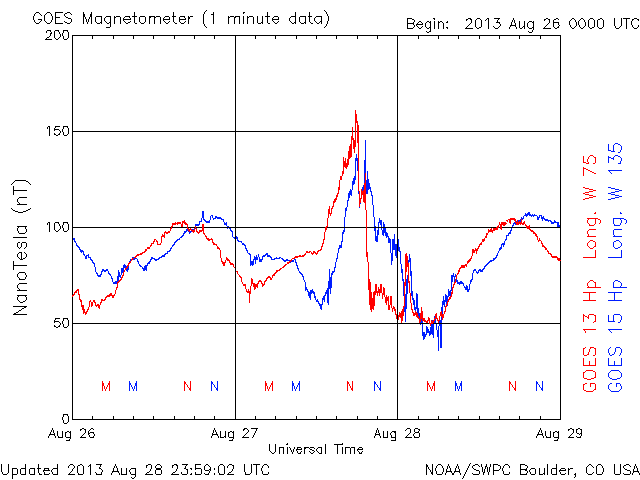 GOES Magnetometer (1 minute data)
Begin: 2013 Aug 26 0000 UTC
200
150
100
50
0
NanoTesla (nT)
M M N N M M N N M M N N
Aug 26 Aug 27 Aug 28 Aug 29
Universal Time
GOES 13 Hp Long. W 75
GOES 15 Hp Long. W 135
Updated 2013 Aug 28 23:59:02 UTC
NOAA/SWPC Boulder, CO USA